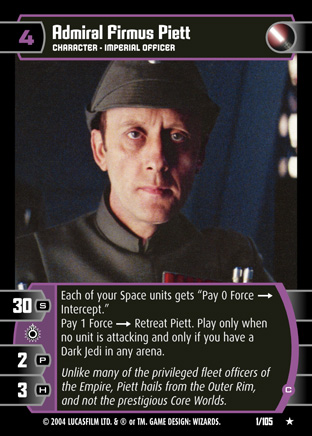 4 Admiral Firmus Piett
CHARACTER - IMPERIAL OFFICER
30 S
2 P
3 H
Each of your Space units gets “Pay 0 Force →
Intercept.”
Pay 1 Force → Retreat Piett. Play only when
no unit is attacking and only if you have a
Dark Jedi in any arena.
Unlike many of the privileged fleet officers of
the Empire, Piett hails from the Outer Rim,
and not the prestigious Core Worlds.
C
© 2004 LUCASFILM LTD. & ® or TM. GAME DESIGN: WIZARDS. 1/105 ★